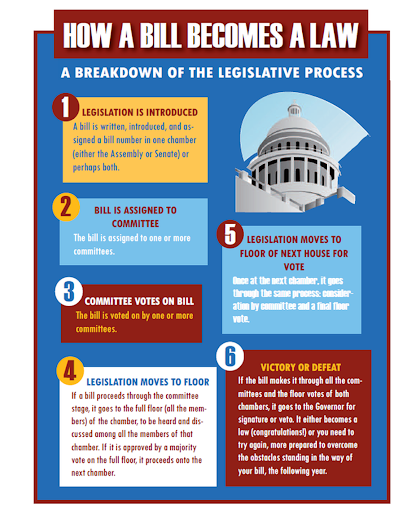 HOW A BILL BECOMES A LAW
A BREAKDOWN OF THE LEGISLATIVE PROCESS
1
LEGISLATION IS INTRODUCED
A bill is written, introduced, and as-
signed a bill number in one chamber
(either the Assembly or Senate) or
perhaps both.
2
BILL IS ASSIGNED TO
COMMITTEE
The bill is assigned to one or more
committees.
3
COMMITTEE VOTES ON BILL
The bill is voted on by one or more
committees.
4
LEGISLATION MOVES TO FLOOR
If a bill proceeds through the committee
stage, it goes to the full floor (all the mem-
bers) of the chamber, to be heard and dis-
cussed among all the members of that
chamber. If it is approved by a majority
vote on the full floor, it proceeds onto the
next chamber.
5
LEGISLATION MOVES TO
FLOOR OF NEXT HOUSE FOR
VOTE
Once at the next chamber, it goes
through the same process: consider-
ation by committee and a final floor
vote.
6
VICTORY OR DEFEAT
If the bill makes it through all the com-
mittees and the floor votes of both
chambers, it goes to the Governor for
signature or veto. It either becomes
a law (congratulations!) or you need to
try again, more prepared to overcome
the obstacles standing in the way of
your bill, the following year.